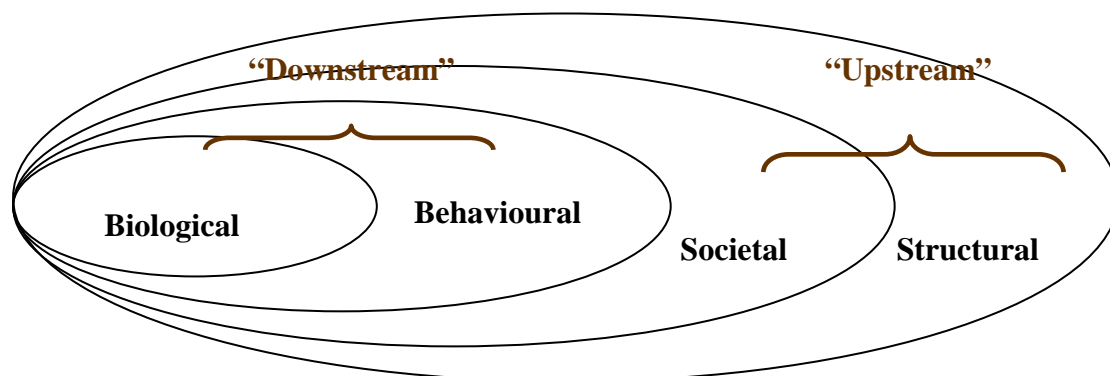 “Downstream” “Upstream”
Biological
Behavioural
Societal
Structural